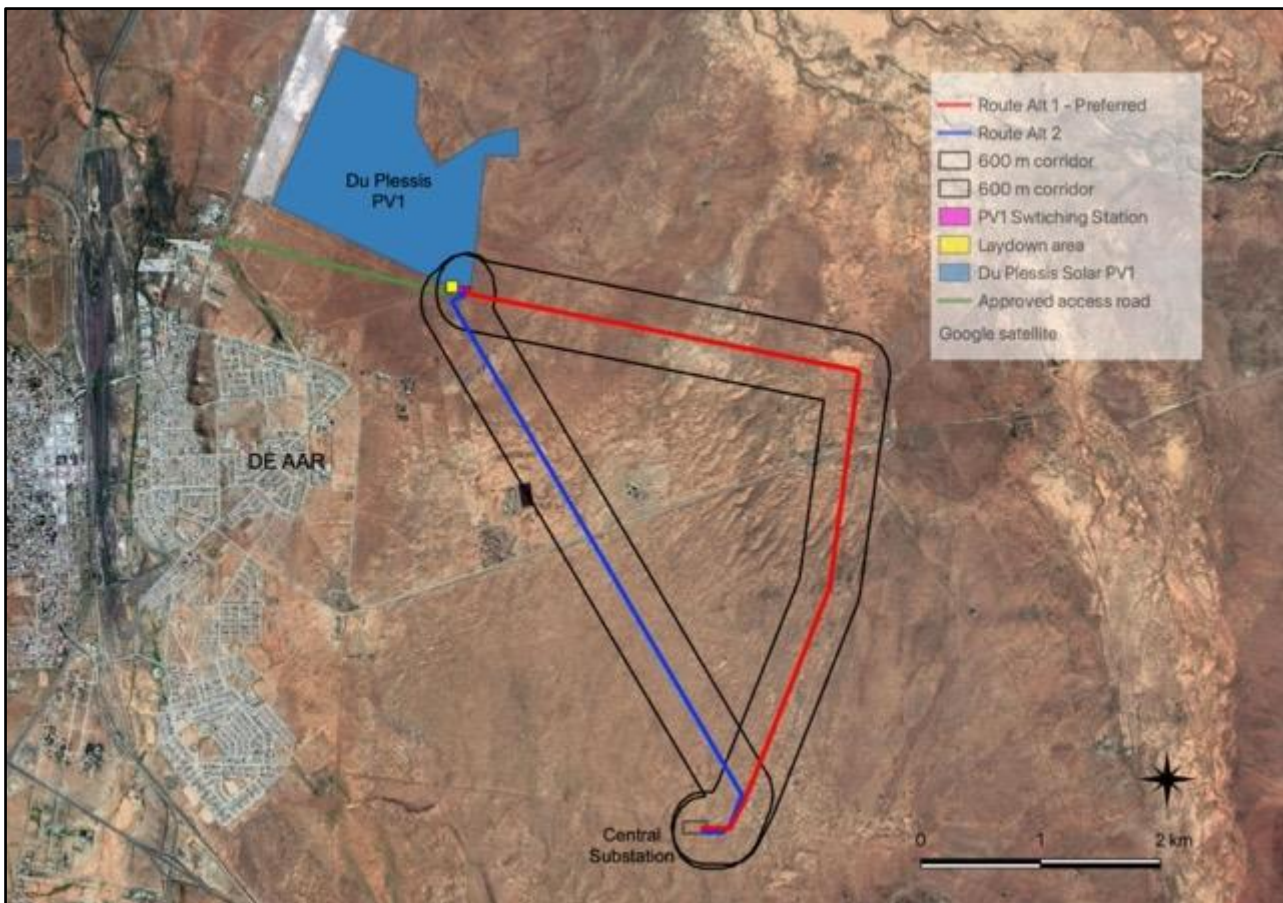 Route Alt 1 - Preferred
Route Alt 2
600 m corridor
600 m corridor
PV1 Swtiching Station
Laydown area
Du Plessis Solar PV1
Approved access road
Google satellite
Du Plessis
PV1
DE AAR
Central
Substation
0 1 2 km